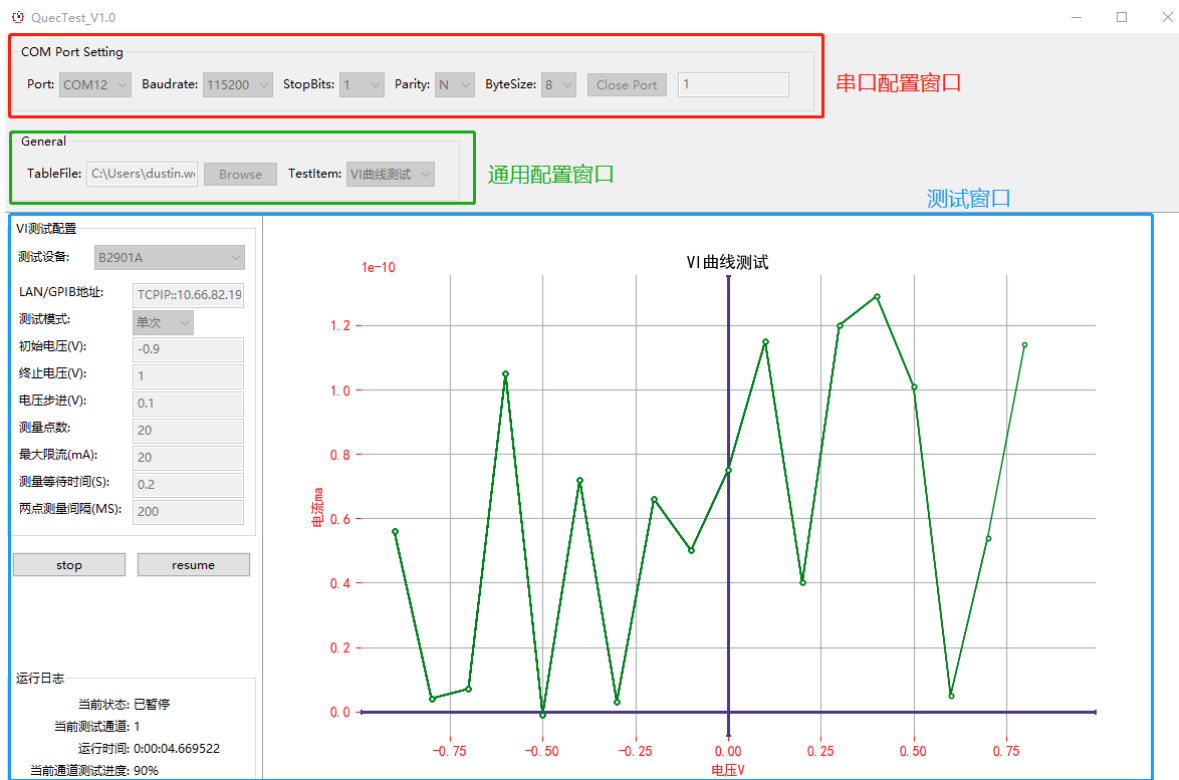 QuecTest_V1.0
COM Port Setting
Port: COM12 Baudrate: 115200 StopBits: 1 Parity: N ByteSize: 8 Close Port 1
串口配置窗口
General
TableFile: C:\Users\dustin.w Browse TestItem: VI曲线测试
通用配置窗口
测试窗口
VI测试配置
测试设备: B2901A
LAN/GPIB地址: TCPIP::10.66.82.19
测试模式: 单次
初始电压(V): -0.9
终止电压(V): 1
电压步进(V): 0.1
测量点数: 20
最大限流(mA): 20
测量等待时间(S): 0.2
两点测量间隔(MS): 200
stop resume
运行日志
当前状态: 已暂停
当前测试通道: 1
运行时间: 0:00:04.669522
当前通道测试进度: 90%
VI曲线测试
1e-10
1.2
1.0
0.8
0.6
0.4
0.2
0.0
电流ma
-0.75 -0.50 -0.25 0.00 0.25 0.50 0.75
电压V